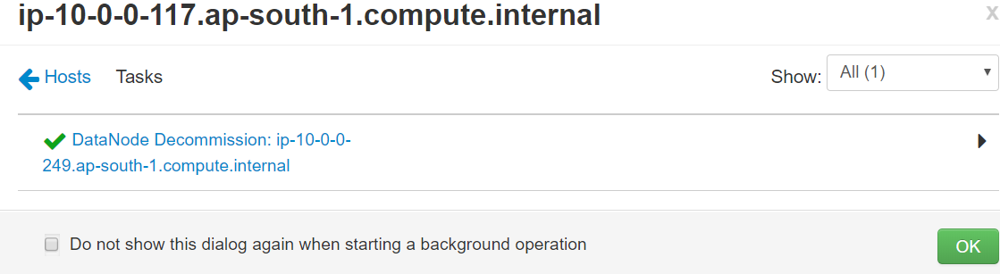 ip-10-0-0-117.ap-south-1.compute.internal
x
Hosts Tasks Show: All (1)
DataNode Decommission: ip-10-0-0-
249.ap-south-1.compute.internal
Do not show this dialog again when starting a background operation
OK